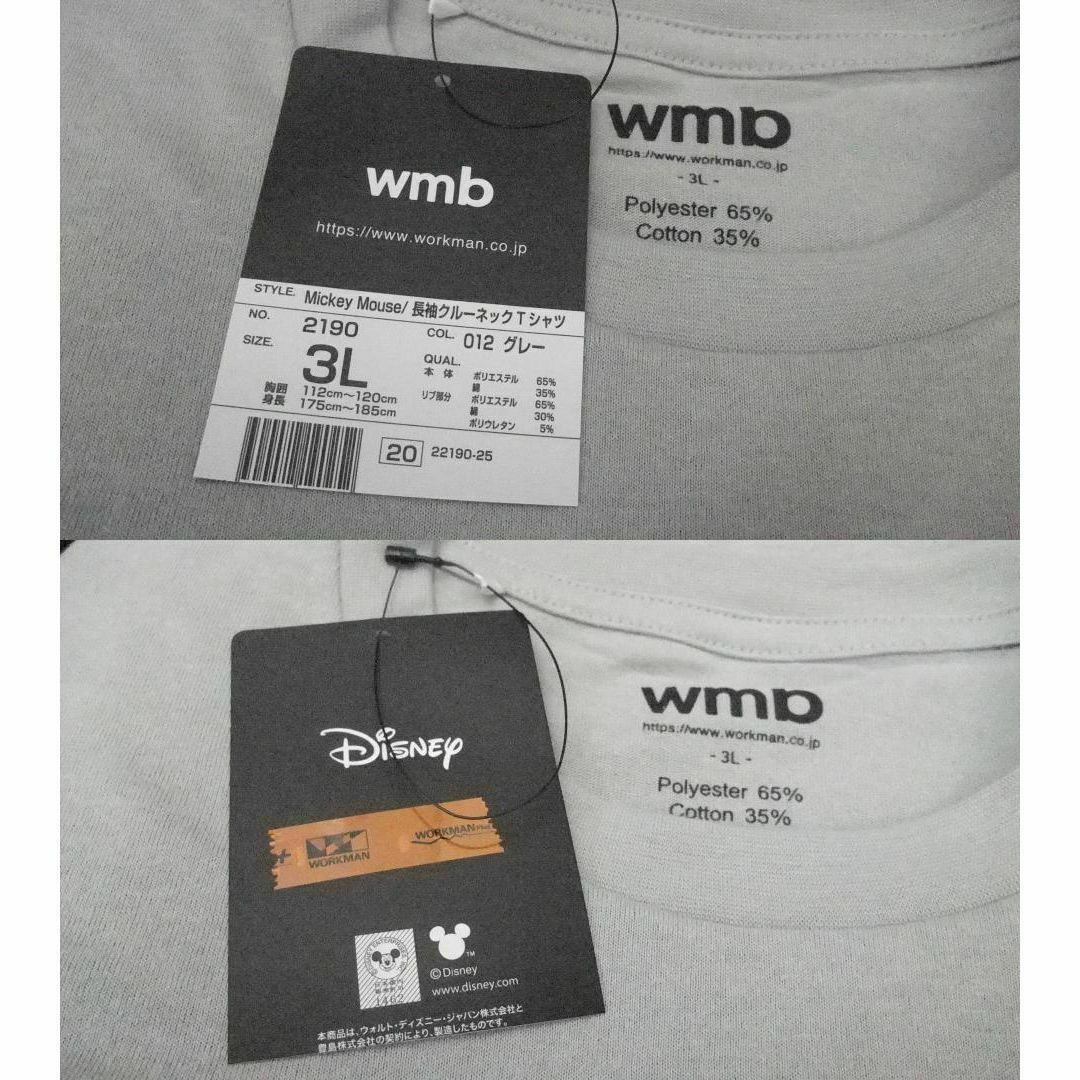 wmb
https://www.workman.co.jp
STYLE. Mickey Mouse/ 長袖クルーネックTシャツ
NO. 2190
COL. 012 グレー
SIZE. 3L
胸囲 112cm～120cm
身長 175cm～185cm
QUAL.
本体 ポリエステル 65%
綿 35%
リブ部分 ポリエステル 65%
綿 30%
ポリウレタン 5%
20 22190-25
wmb
https://www.workman.co.jp
- 3L -
Polyester 65%
Cotton 35%
Disney
+ WORKMAN WORKMAN Plus
1462
TM
©Disney
www.disney.com
本商品は、ウォルト・ディズニー・ジャパン株式会社と
豊島株式会社の契約により、製造したものです。
wmb
https://www.workman.co.jp
- 3L -
Polyester 65%
Cotton 35%